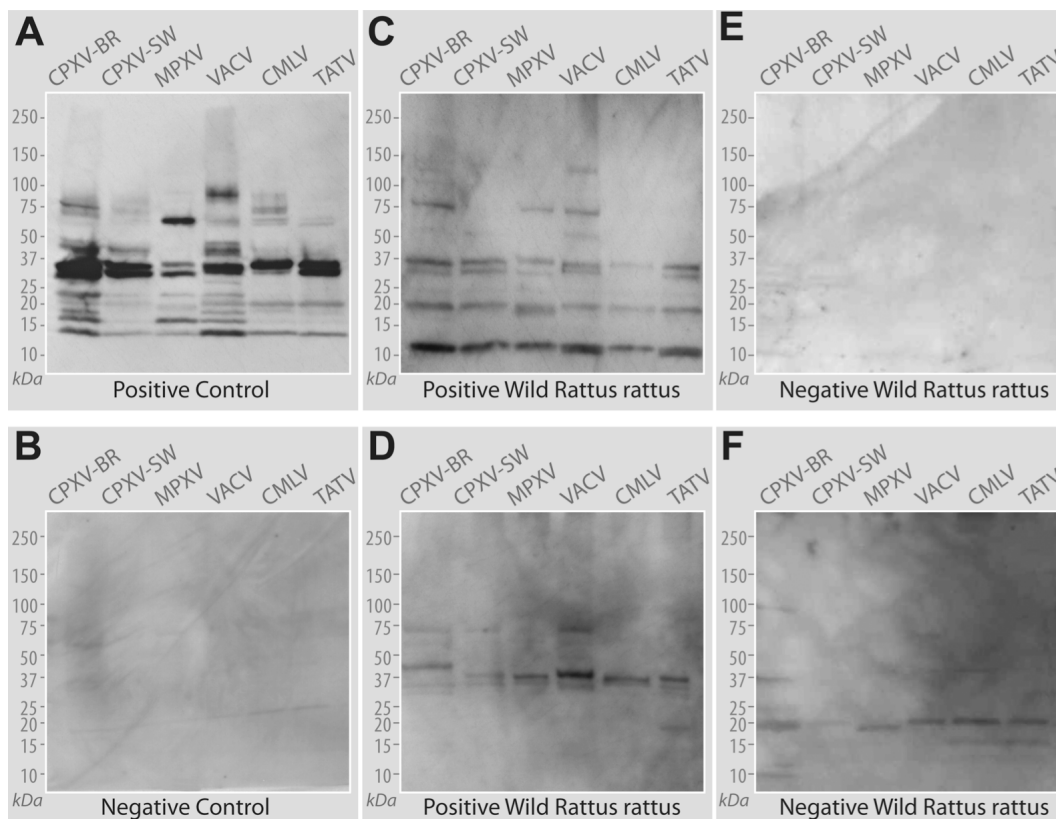 A
CPXV-BR CPXV-SW MPXV VACV CMLV TATV
250
150
100
75
50
37
25
20
15
10
kDa
Positive Control
C
CPXV-BR CPXV-SW MPXV VACV CMLV TATV
250
150
100
75
50
37
25
20
15
10
kDa
Positive Wild Rattus rattus
E
CPXV-BR CPXV-SW MPXV VACV CMLV TATV
250
150
100
75
50
37
25
20
15
10
kDa
Negative Wild Rattus rattus
B
CPXV-BR CPXV-SW MPXV VACV CMLV TATV
250
150
100
75
50
37
25
20
15
10
kDa
Negative Control
D
CPXV-BR CPXV-SW MPXV VACV CMLV TATV
250
150
100
75
50
37
25
20
15
10
kDa
Positive Wild Rattus rattus
F
CPXV-BR CPXV-SW MPXV VACV CMLV TATV
250
150
100
75
50
37
25
20
15
10
kDa
Negative Wild Rattus rattus